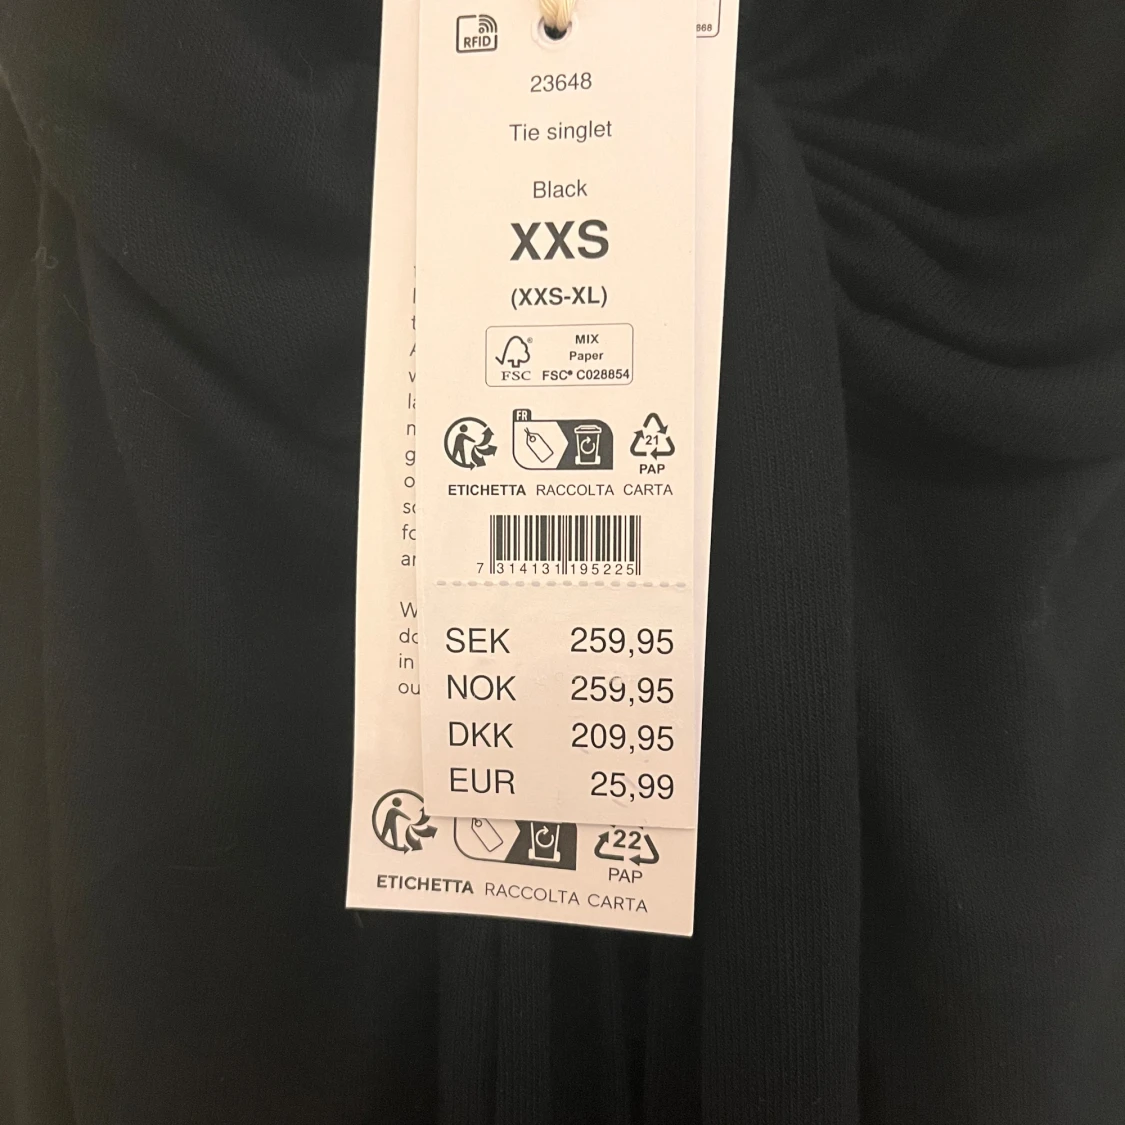 RFID
868
23648
Tie singlet
Black
XXS
(XXS-XL)
MIX
Paper
FSC® C028854
FSC
FR
21
PAP
ETICHETTA RACCOLTA CARTA
7 314131 195225
SEK 259,95
NOK 259,95
DKK 209,95
EUR 25,99
22
PAP
ETICHETTA RACCOLTA CARTA